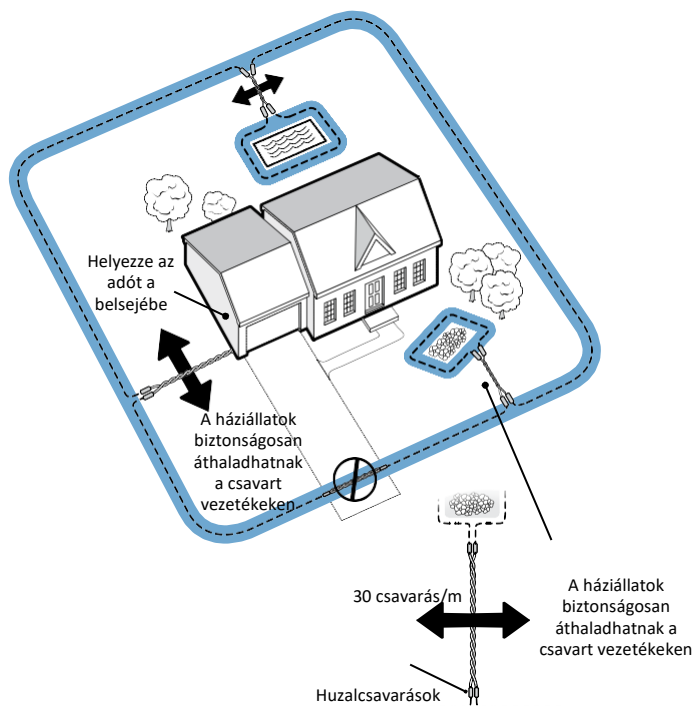 Helyezze az
adót a
belsejébe
A háziállatok
biztonságosan
áthaladhatnak
a csavart
vezetékeken
30 csavarás/m
A háziállatok
biztonságosan
áthaladhatnak a
csavart vezetékeken
Huzalcsavarások